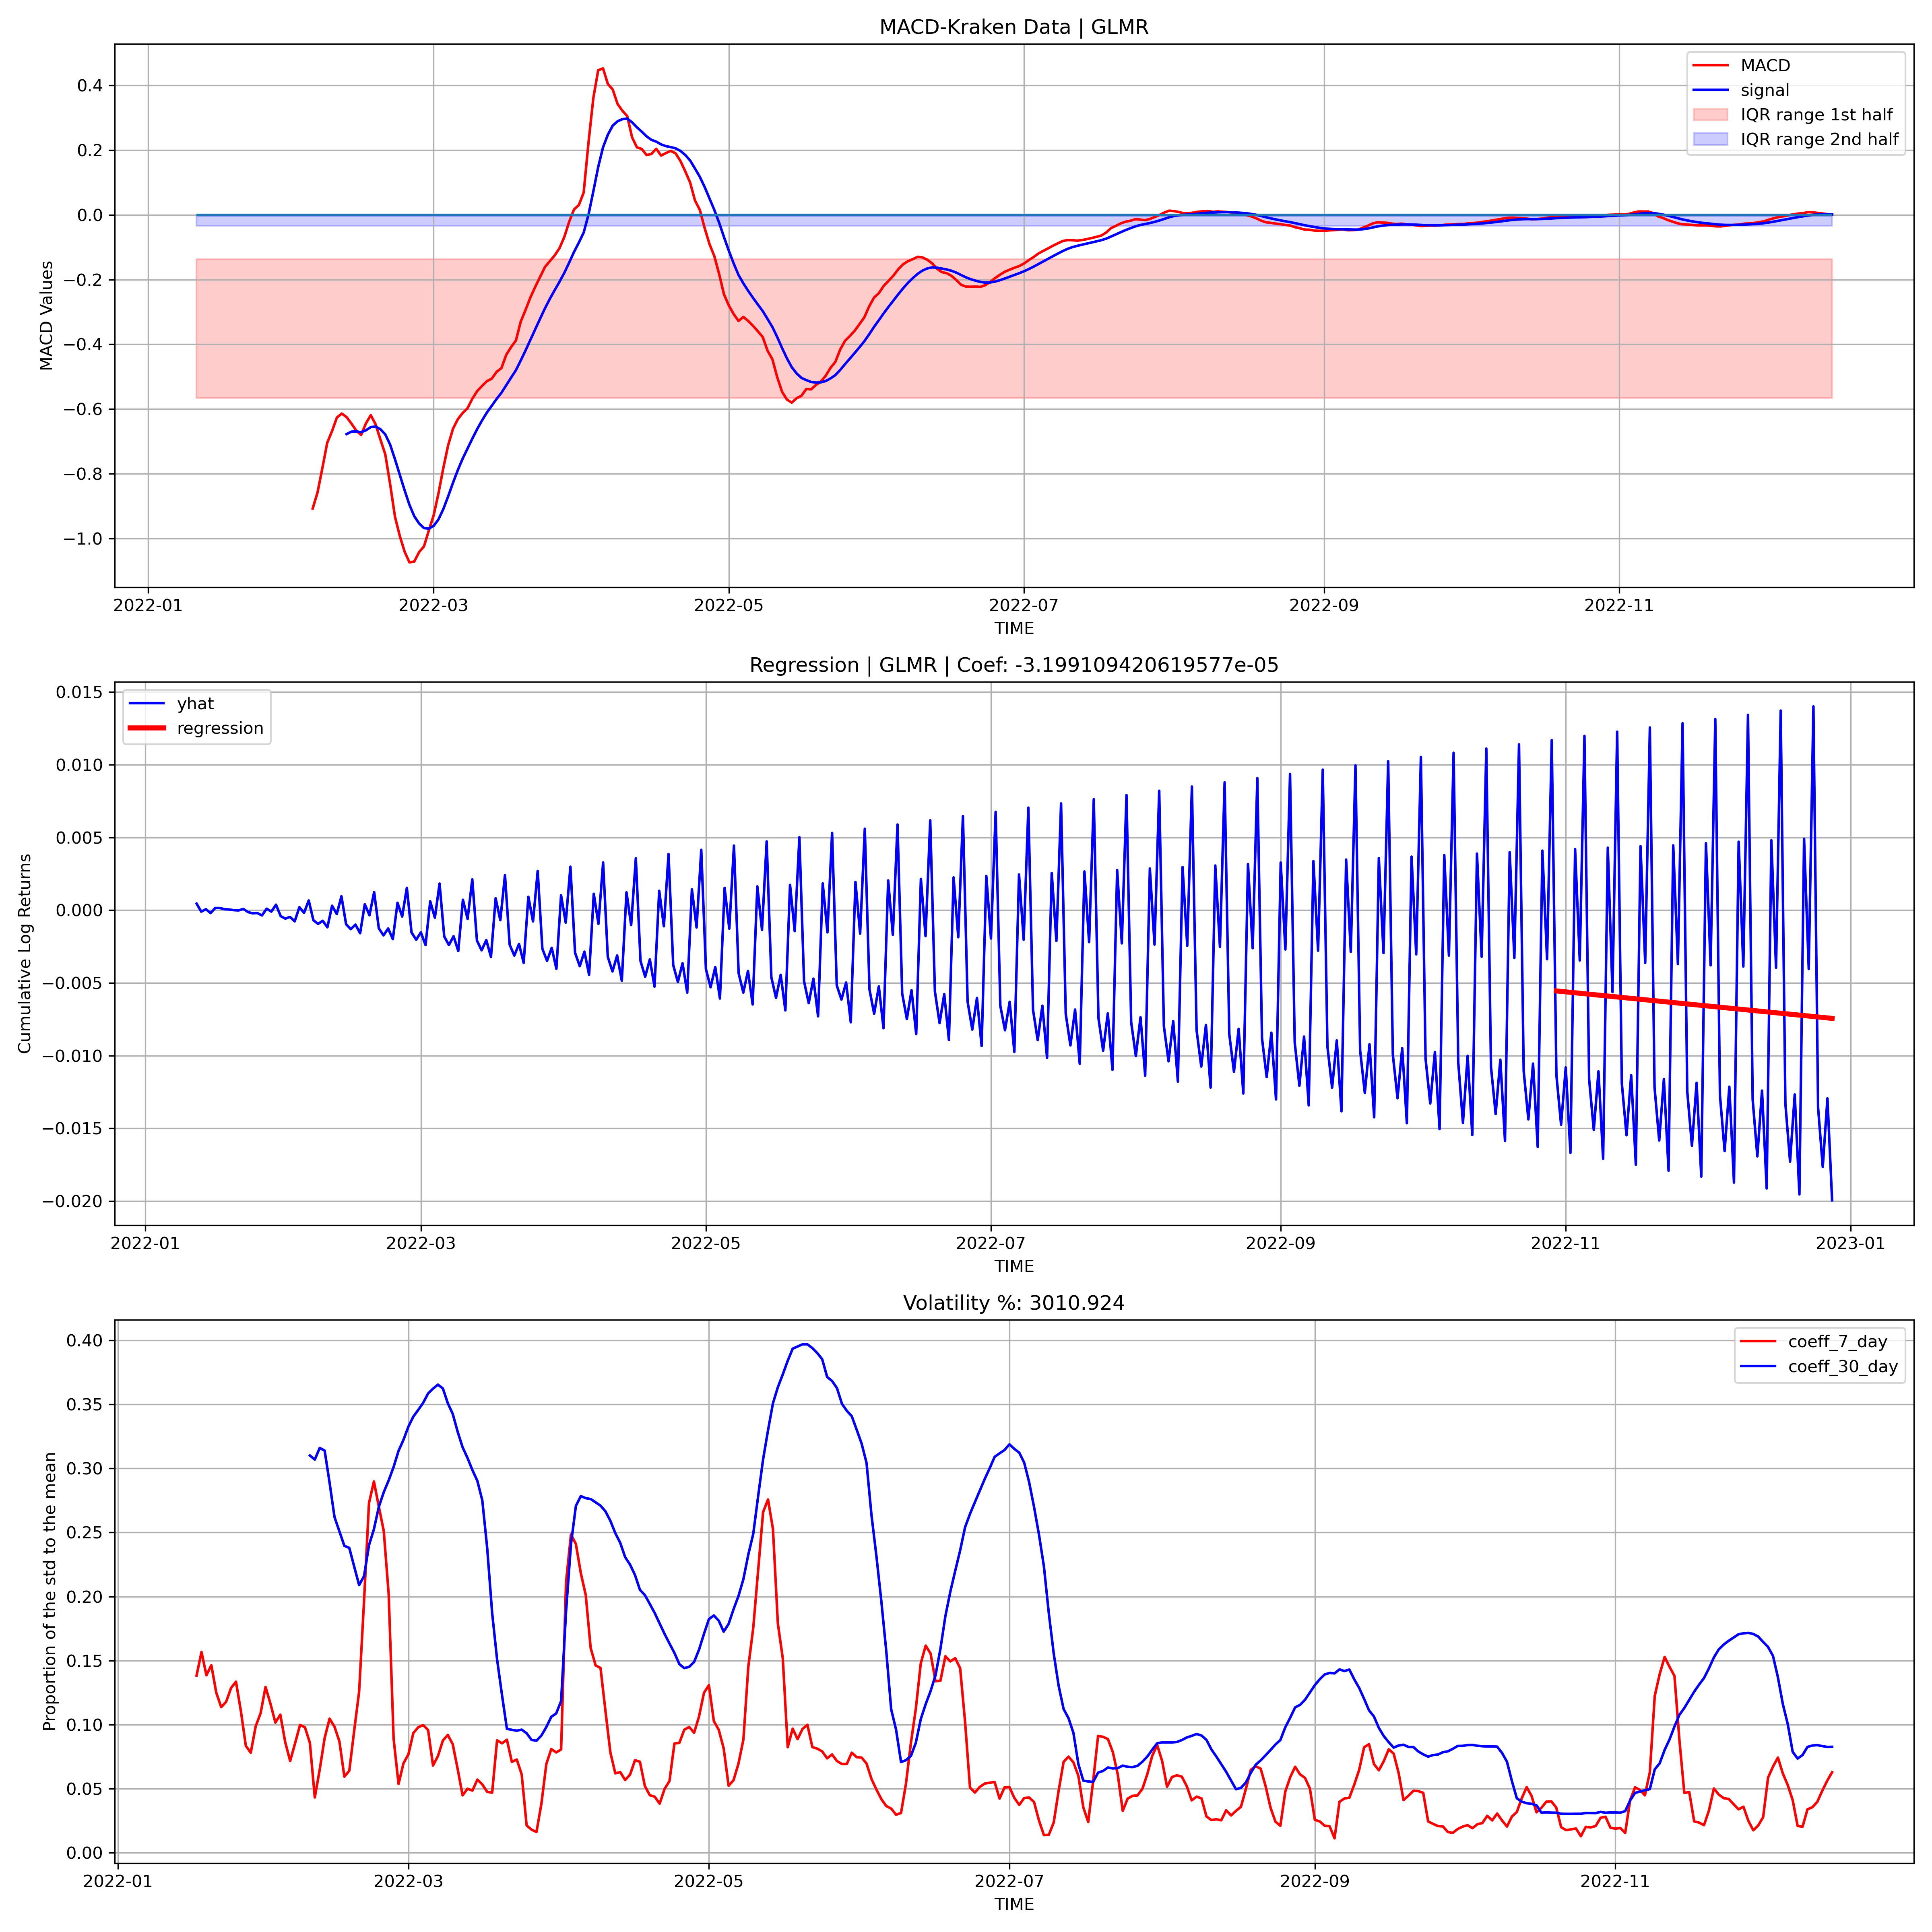 MACD-Kraken Data | GLMR
MACD
signal
IQR range 1st half
IQR range 2nd half
MACD Values
0.4
0.2
0.0
−0.2
−0.4
−0.6
−0.8
−1.0
2022-01 2022-03 2022-05 2022-07 2022-09 2022-11
TIME
Regression | GLMR | Coef: -3.199109420619577e-05
yhat
regression
Cumulative Log Returns
0.015
0.010
0.005
0.000
−0.005
−0.010
−0.015
−0.020
2022-01 2022-03 2022-05 2022-07 2022-09 2022-11 2023-01
TIME
Volatility %: 3010.924
coeff_7_day
coeff_30_day
Proportion of the std to the mean
0.40
0.35
0.30
0.25
0.20
0.15
0.10
0.05
0.00
2022-01 2022-03 2022-05 2022-07 2022-09 2022-11
TIME